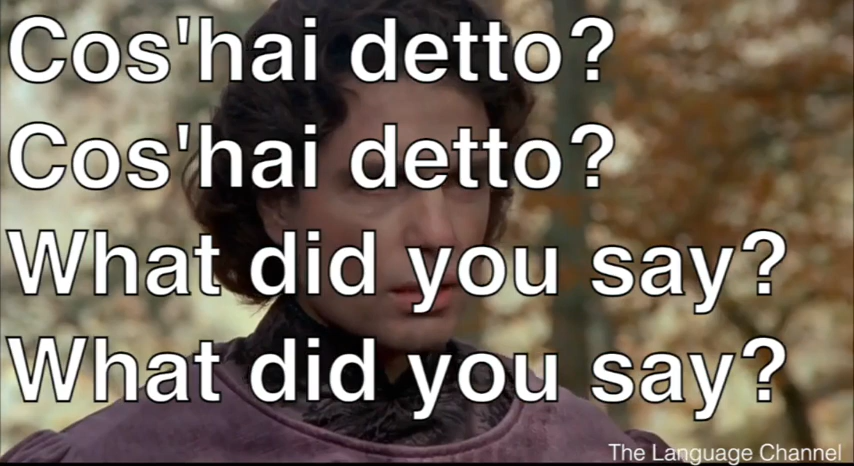 Cos'hai detto?
Cos'hai detto?
What did you say?
What did you say?
The Language Channel